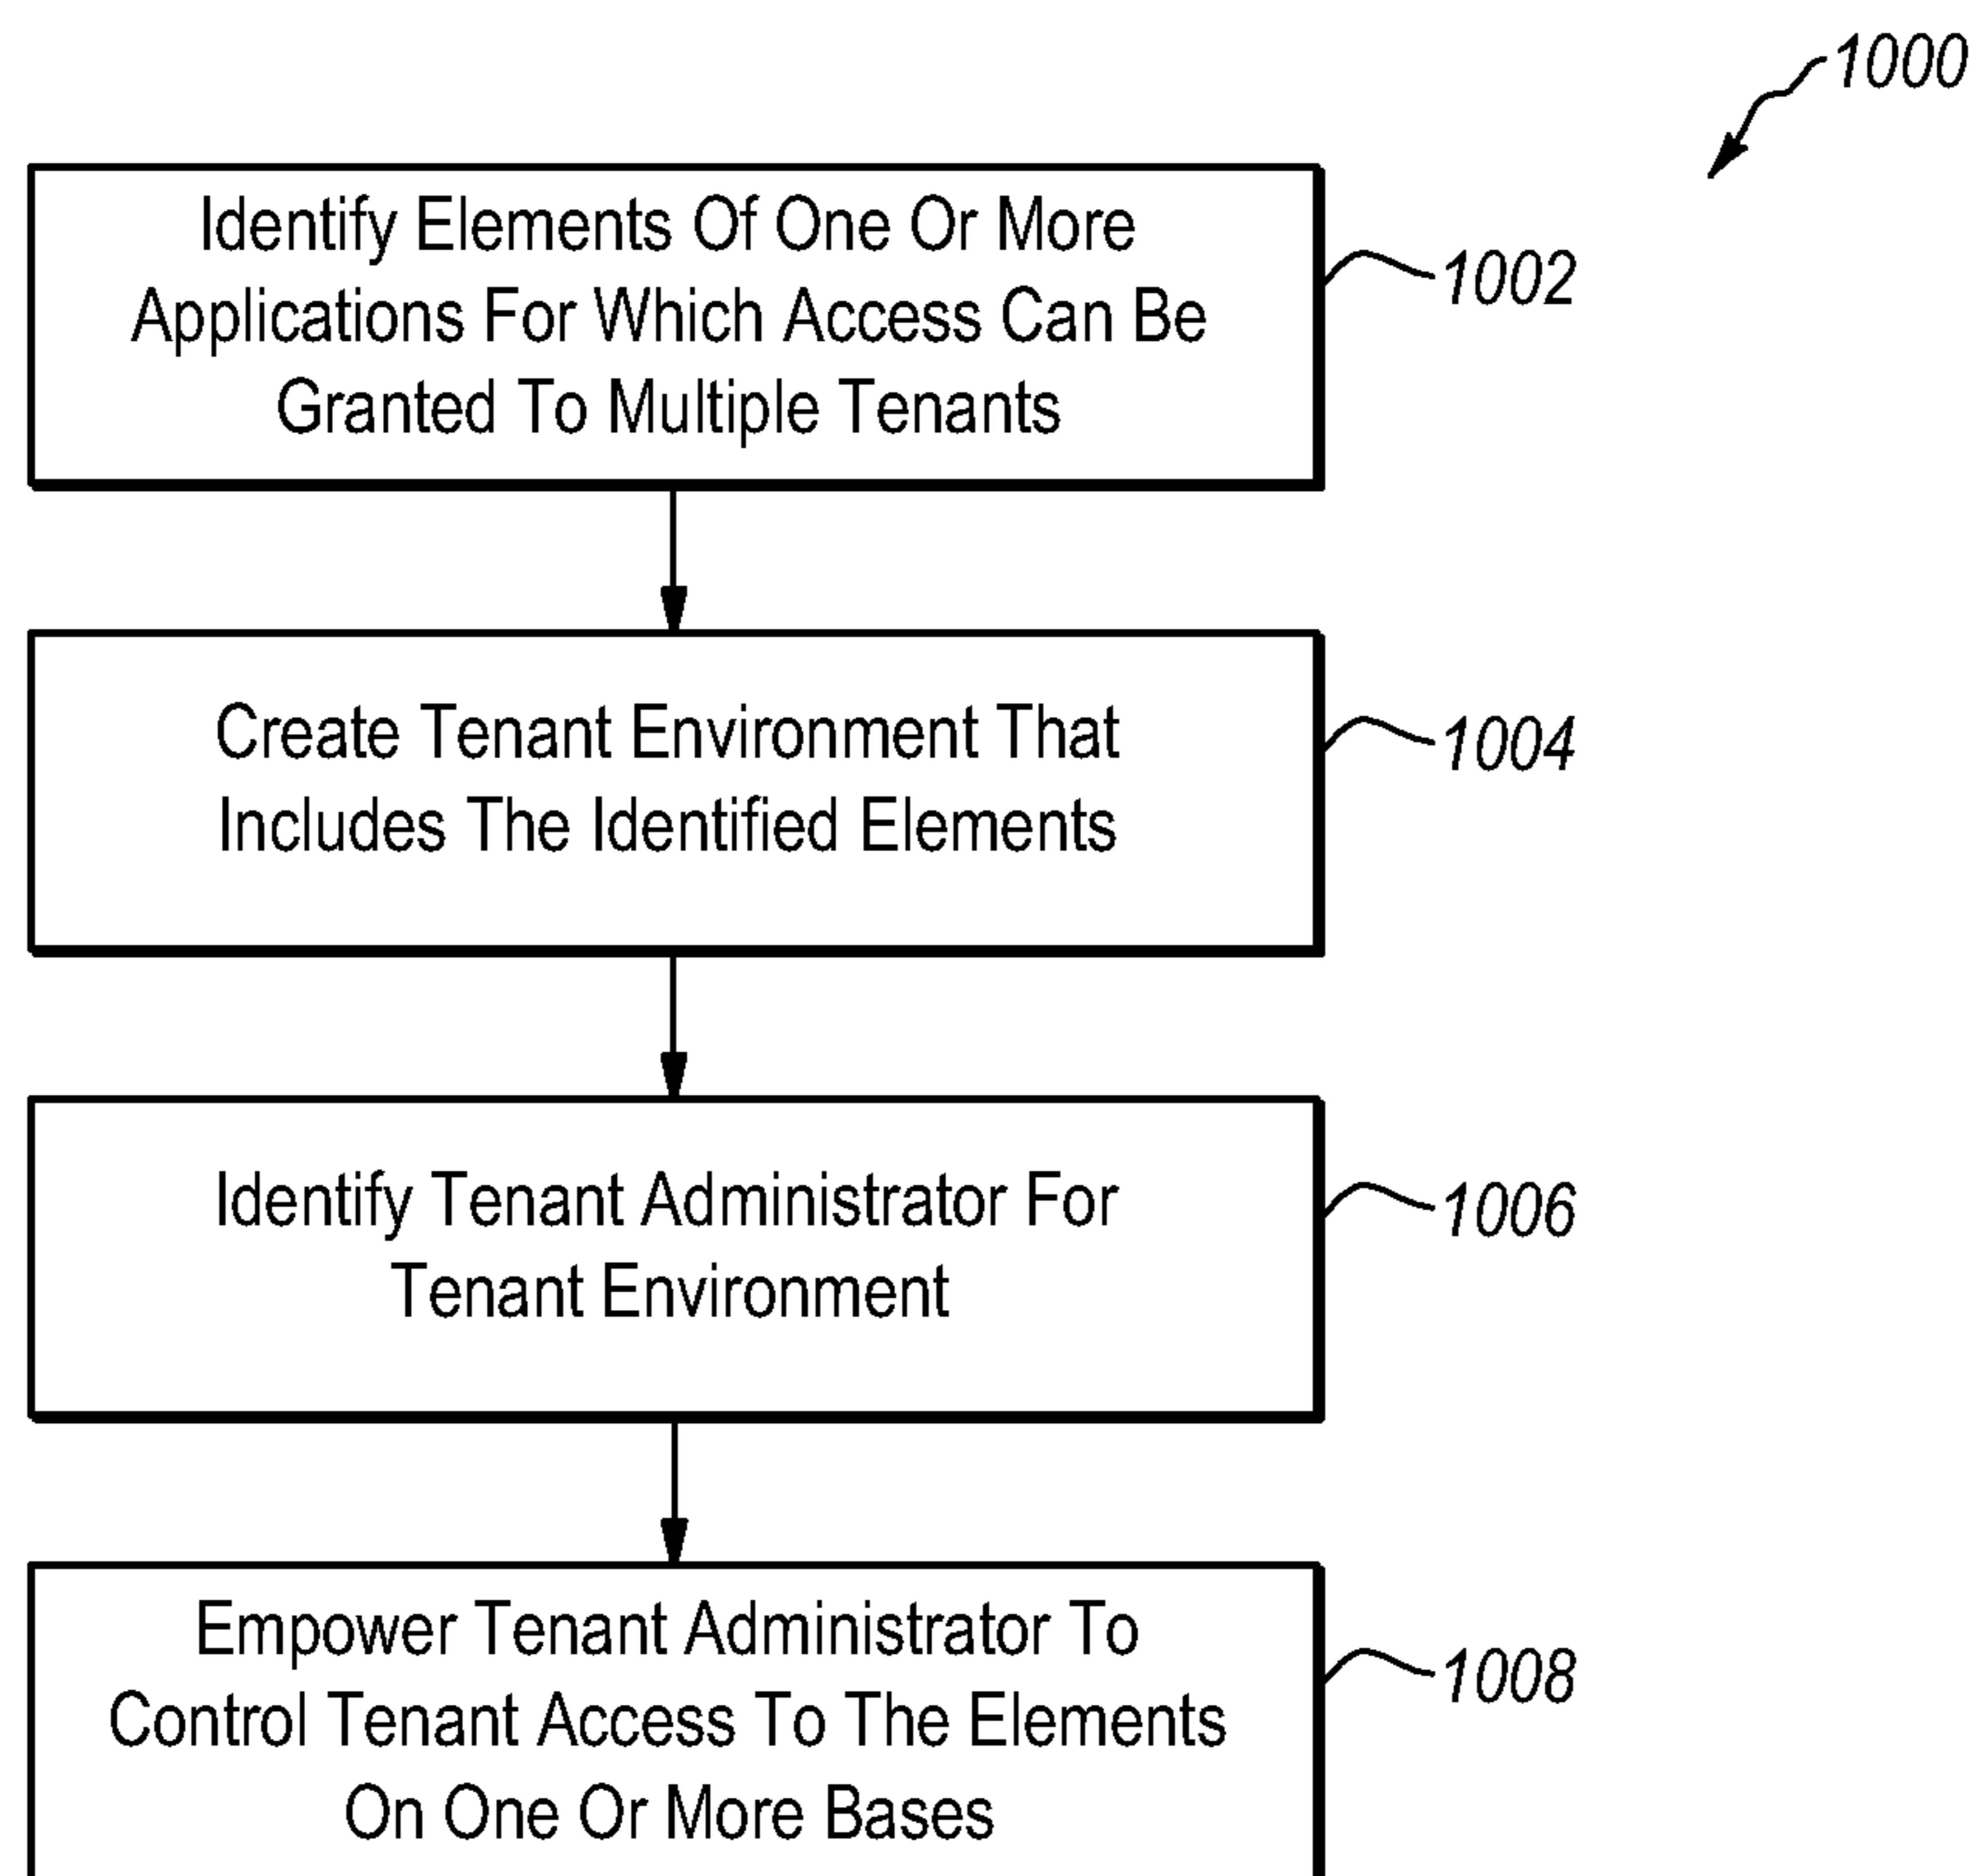 1000
Identify Elements Of One Or More
Applications For Which Access Can Be
Granted To Multiple Tenants
1002
Create Tenant Environment That
Includes The Identified Elements
1004
Identify Tenant Administrator For
Tenant Environment
1006
Empower Tenant Administrator To
Control Tenant Access To The Elements
On One Or More Bases
1008